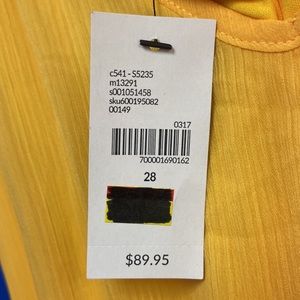 c541 - S5235
m13291
s001051458
sku600195082
00149
0317
700001690162
28
$89.95